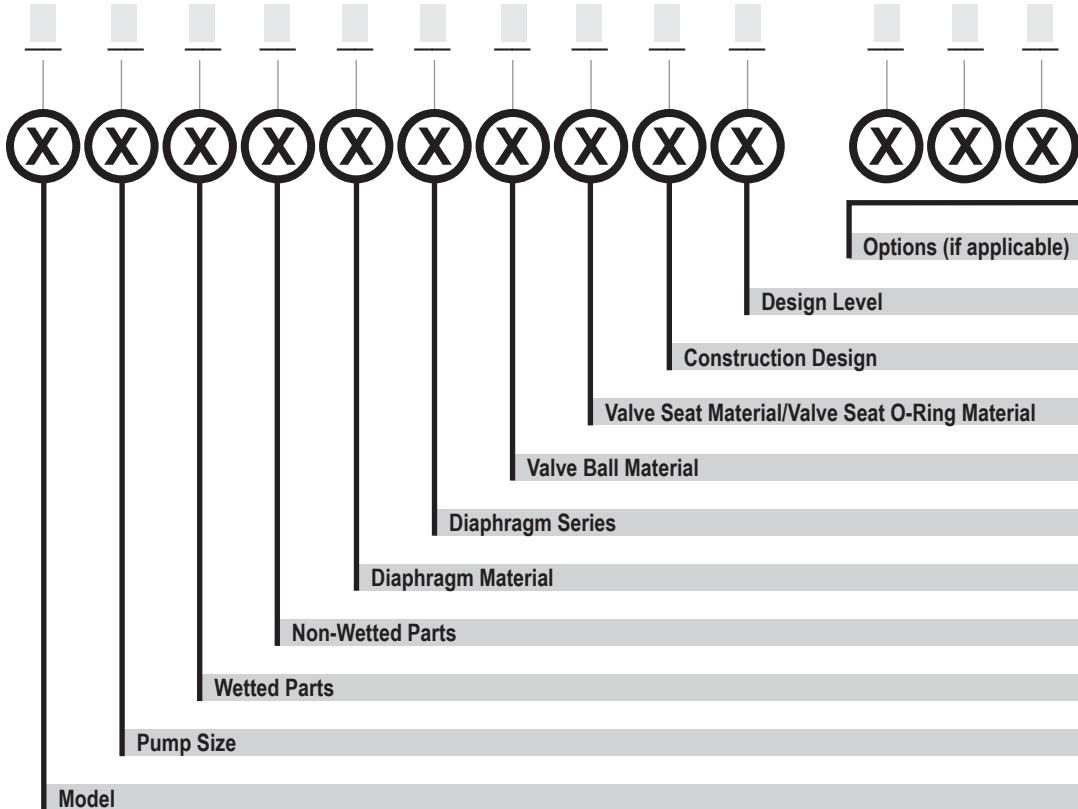 X X X X X X X X X X X X X
Options (if applicable)
Design Level
Construction Design
Valve Seat Material/Valve Seat O-Ring Material
Valve Ball Material
Diaphragm Series
Diaphragm Material
Non-Wetted Parts
Wetted Parts
Pump Size
Model